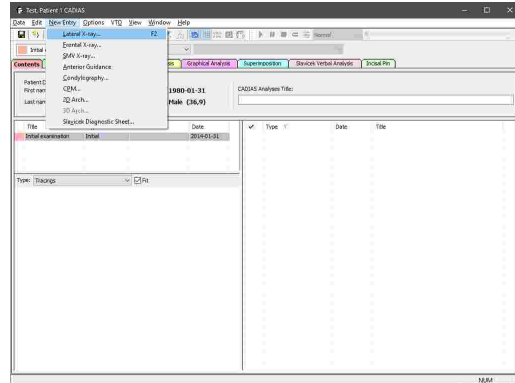 Test, Patient 1 CADIAS
Data Edit New Entry Options VTO View Window Help
Lateral X-ray... F2
Frontal X-ray...
SMV X-ray...
Anterior Guidance
Condylography...
CPM...
2D Arch...
3D Arch...
Slavicek Diagnostic Sheet...
Normal
Initial
Contents
Graphical Analysis
Superimposition
Slavicek Verbal Analysis
Incisal Pin
Patient D
First nam
1980-01-31
Last nam
Male (36,9)
CADIAS Analyses Title:
Title Date
Initial examination Initial 2014-01-31
Type: Tracings Fit
Type Date Title
NUM